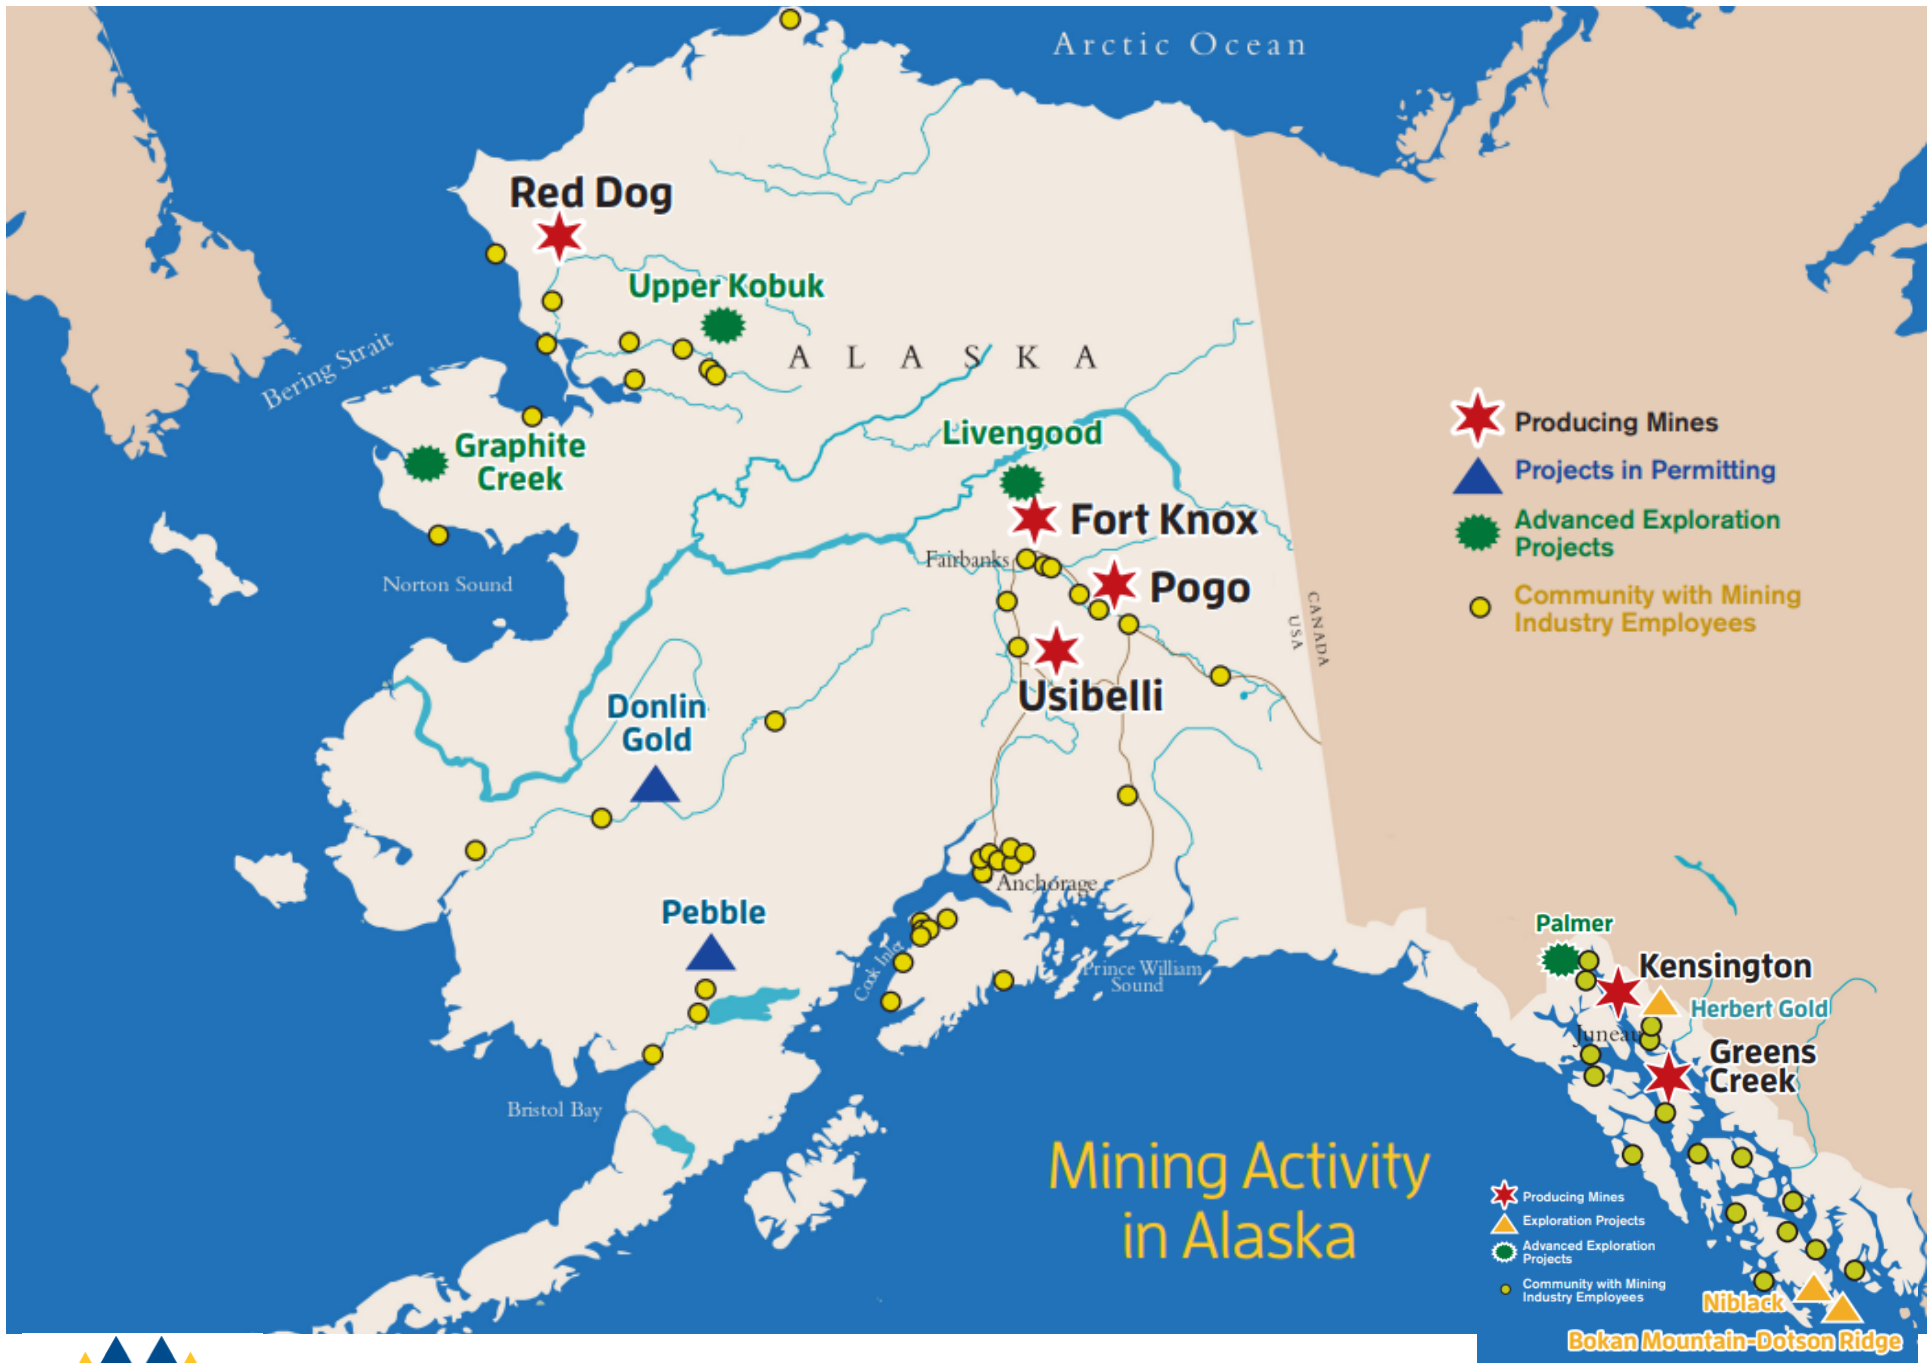 Arctic Ocean
Red Dog
Upper Kobuk
Bering Strait
ALASKA
Graphite
Creek
Livengood
Fort Knox
Fairbanks
Pogo
Norton Sound
CANADA
USA
Usibelli
Donlin
Gold
Anchorage
Pebble
Cook Inlet
Prince William
Sound
Bristol Bay
Producing Mines
Projects in Permitting
Advanced Exploration
Projects
Community with Mining
Industry Employees
Palmer
Kensington
Herbert Gold
Juneau
Greens
Creek
Mining Activity
in Alaska
Producing Mines
Exploration Projects
Advanced Exploration
Projects
Community with Mining
Industry Employees
Niblack
Bokan Mountain-Dotson Ridge